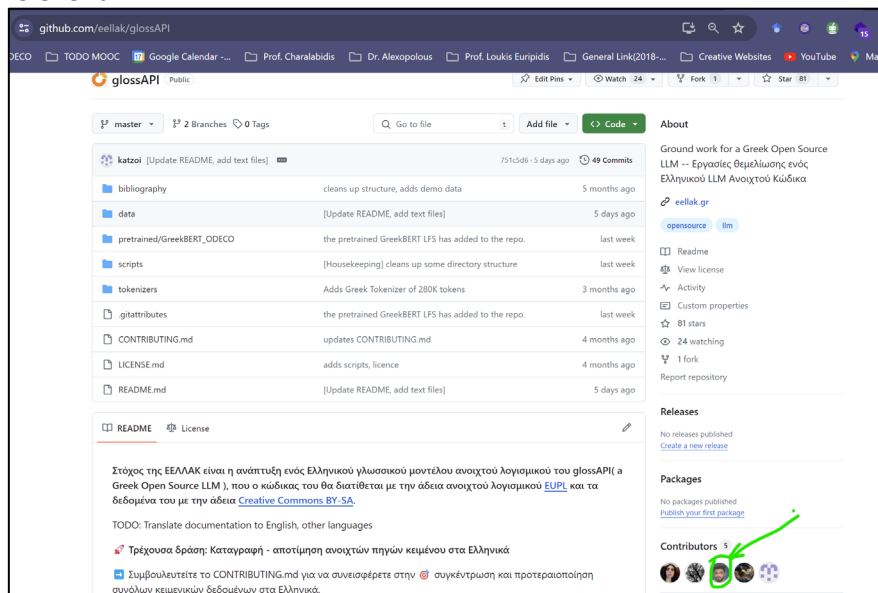 github.com/eellak/glossAPI
15
DECO TODO MOOC Google Calendar -... Prof. Charalabidis Dr. Alexopolous Prof. Loukis Euripidis General Link(2018-... Creative Websites YouTube Ma
glossAPI Public Edit Pins Watch 24 Fork 1 Star 81
master 2 Branches 0 Tags Go to file t Add file <> Code
katzoi [Update README, add text files] 751c5d6 · 5 days ago 49 Commits
bibliography cleans up structure, adds demo data 5 months ago
data [Update README, add text files] 5 days ago
pretrained/GreekBERT_ODECO the pretrained GreekBERT LFS has added to the repo. last week
scripts [Housekeeping] cleans up some directory structure last week
tokenizers Adds Greek Tokenizer of 280K tokens 3 months ago
.gitattributes the pretrained GreekBERT LFS has added to the repo. last week
CONTRIBUTING.md updates CONTRIBUTING.md 4 months ago
LICENSE.md adds scripts, licence 4 months ago
README.md [Update README, add text files] 5 days ago
README License
Στόχος της ΕΕΛΛΑΚ είναι η ανάπτυξη ενός Ελληνικού γλωσσικού μοντέλου ανοιχτού λογισμικού του glossAPI( a
Greek Open Source LLM ), που ο κώδικας του θα διατίθεται με την άδεια ανοιχτού λογισμικού EUPL και τα
δεδομένα του με την άδεια Creative Commons BY-SA.
TODO: Translate documentation to English, other languages
Τρέχουσα δράση: Καταγραφή - αποτίμηση ανοιχτών πηγών κειμένου στα Ελληνικά
Συμβουλευτείτε το CONTRIBUTING.md για να συνεισφέρετε στην συγκέντρωση και προτεραιοποίηση
συνόλων κειμενικών δεδομένων στα Ελληνικά.
About
Ground work for a Greek Open Source
LLM -- Εργασίες θεμελίωσης ενός
Ελληνικού LLM Ανοιχτού Κώδικα
eellak.gr
opensource llm
Readme
View license
Activity
Custom properties
81 stars
24 watching
1 fork
Report repository
Releases
No releases published
Create a new release
Packages
No packages published
Publish your first package
Contributors 5